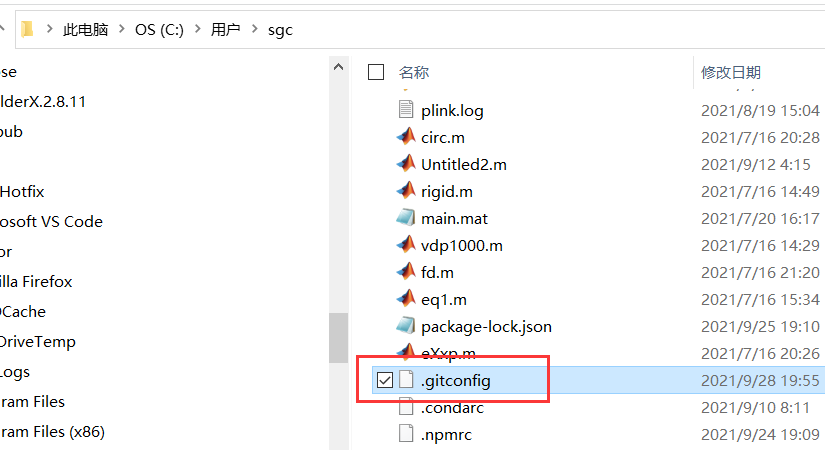 此电脑 > OS (C:) > 用户 > sgc
ose
ilderX.2.8.11
pub
Hotfix
osoft VS Code
or
illa Firefox
Cache
DriveTemp
Logs
ram Files
ram Files (x86)
名称 修改日期
plink.log 2021/8/19 15:04
circ.m 2021/7/16 20:28
Untitled2.m 2021/9/12 4:15
rigid.m 2021/7/16 14:49
main.mat 2021/7/20 16:17
vdp1000.m 2021/7/16 14:29
fd.m 2021/7/16 21:20
eq1.m 2021/7/16 15:34
package-lock.json 2021/9/25 19:10
eXxp.m 2021/7/16 20:26
.gitconfig 2021/9/28 19:55
.condarc 2021/9/10 8:11
.npmrc 2021/9/24 19:09